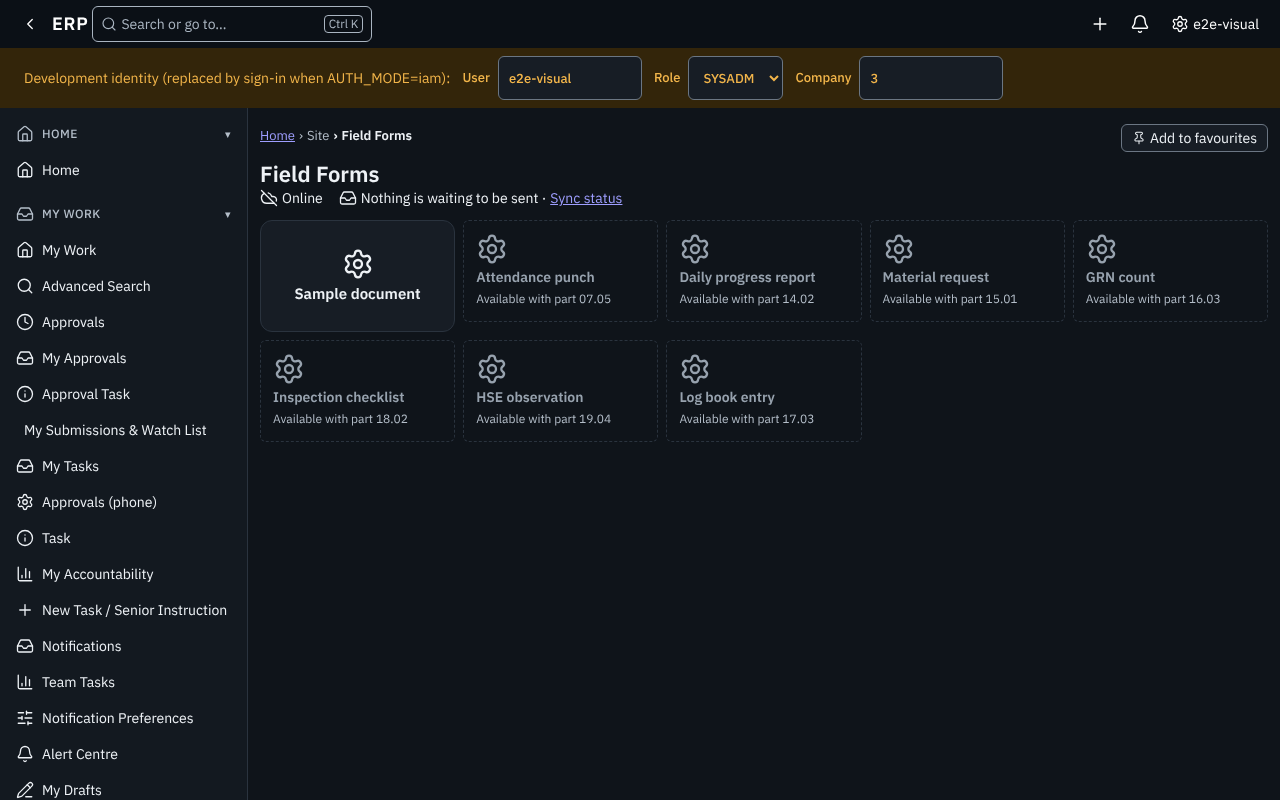 ERP
Search or go to...
Ctrl K
e2e-visual
Development identity (replaced by sign-in when AUTH_MODE=iam):
User
e2e-visual
Role
SYSADM
Company
3
HOME
Home
MY WORK
My Work
Advanced Search
Approvals
My Approvals
Approval Task
My Submissions & Watch List
My Tasks
Approvals (phone)
Task
My Accountability
New Task / Senior Instruction
Notifications
Team Tasks
Notification Preferences
Alert Centre
My Drafts
Home › Site › Field Forms
Add to favourites
Field Forms
Online
Nothing is waiting to be sent · Sync status
Sample document
Attendance punch
Available with part 07.05
Daily progress report
Available with part 14.02
Material request
Available with part 15.01
GRN count
Available with part 16.03
Inspection checklist
Available with part 18.02
HSE observation
Available with part 19.04
Log book entry
Available with part 17.03